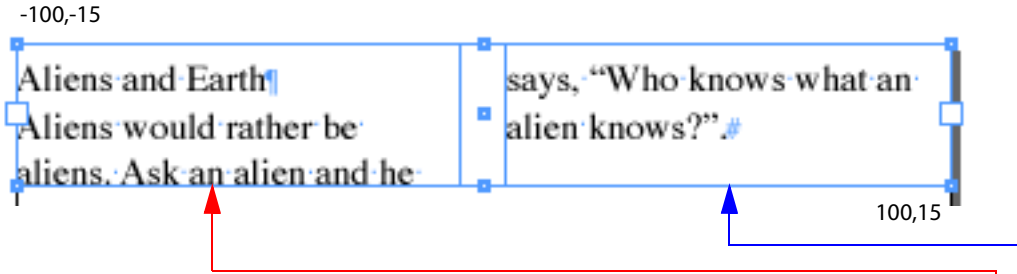 -100,-15
Aliens and Earth¶
Aliens would rather be
aliens. Ask an alien and he
says, “Who knows what an
alien knows?”.#
100,15